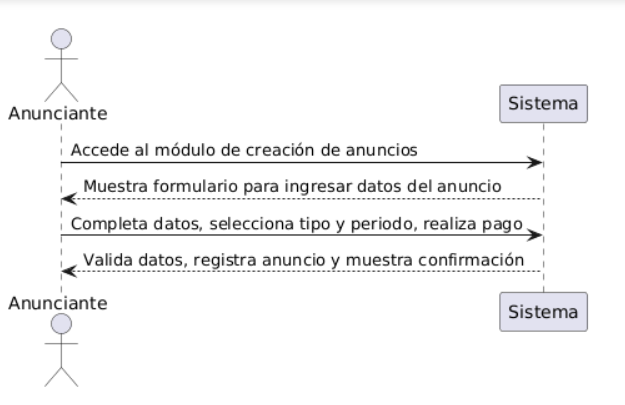 Anunciante
Sistema
Accede al módulo de creación de anuncios
Muestra formulario para ingresar datos del anuncio
Completa datos, selecciona tipo y periodo, realiza pago
Valida datos, registra anuncio y muestra confirmación
Anunciante
Sistema